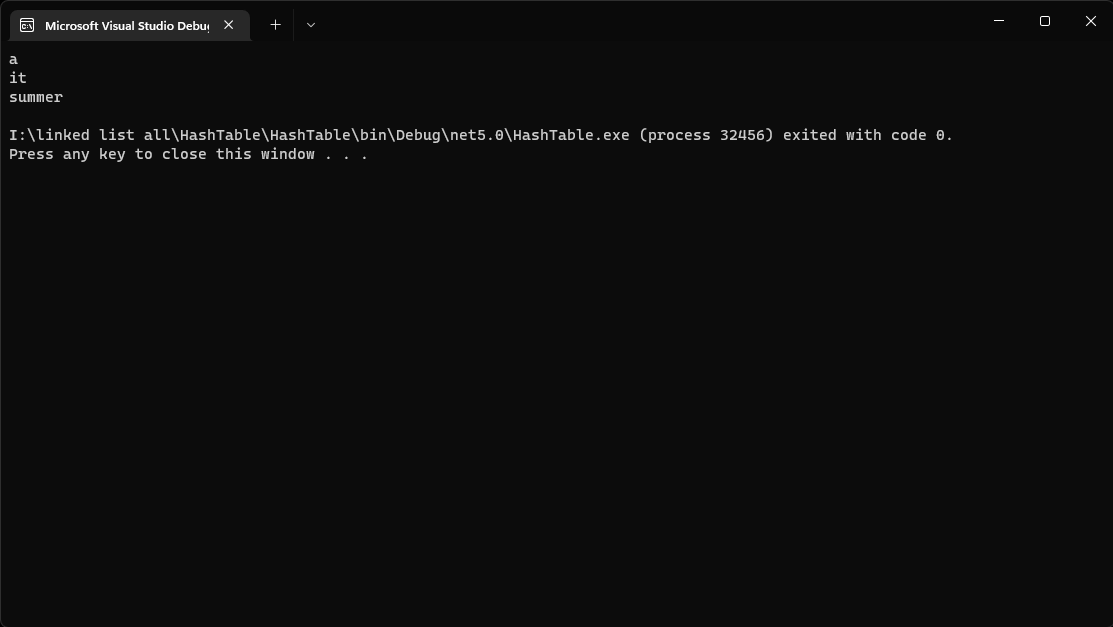 Microsoft Visual Studio Debug
a
it
summer
I:\linked list all\HashTable\HashTable\bin\Debug\net5.0\HashTable.exe (process 32456) exited with code 0.
Press any key to close this window . . .